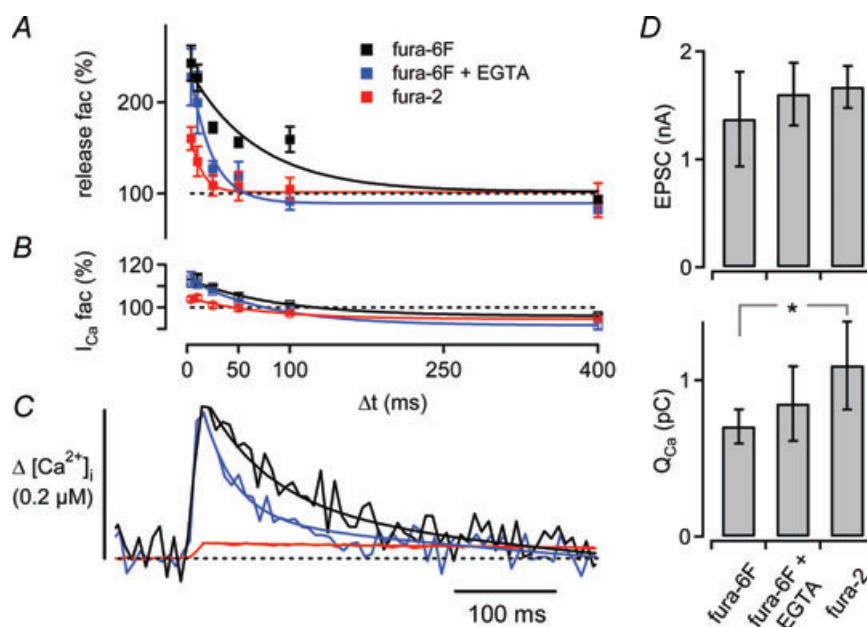 A
release fac (%)
200
100
fura-6F
fura-6F + EGTA
fura-2
B
I Ca fac (%)
120
100
0
50
100
250
400
Δt (ms)
C
Δ [Ca2+]i
(0.2 µM)
100 ms
D
EPSC (nA)
2
1
0
*
Q Ca (pC)
1
0
fura-6F
fura-6F +
EGTA
fura-2